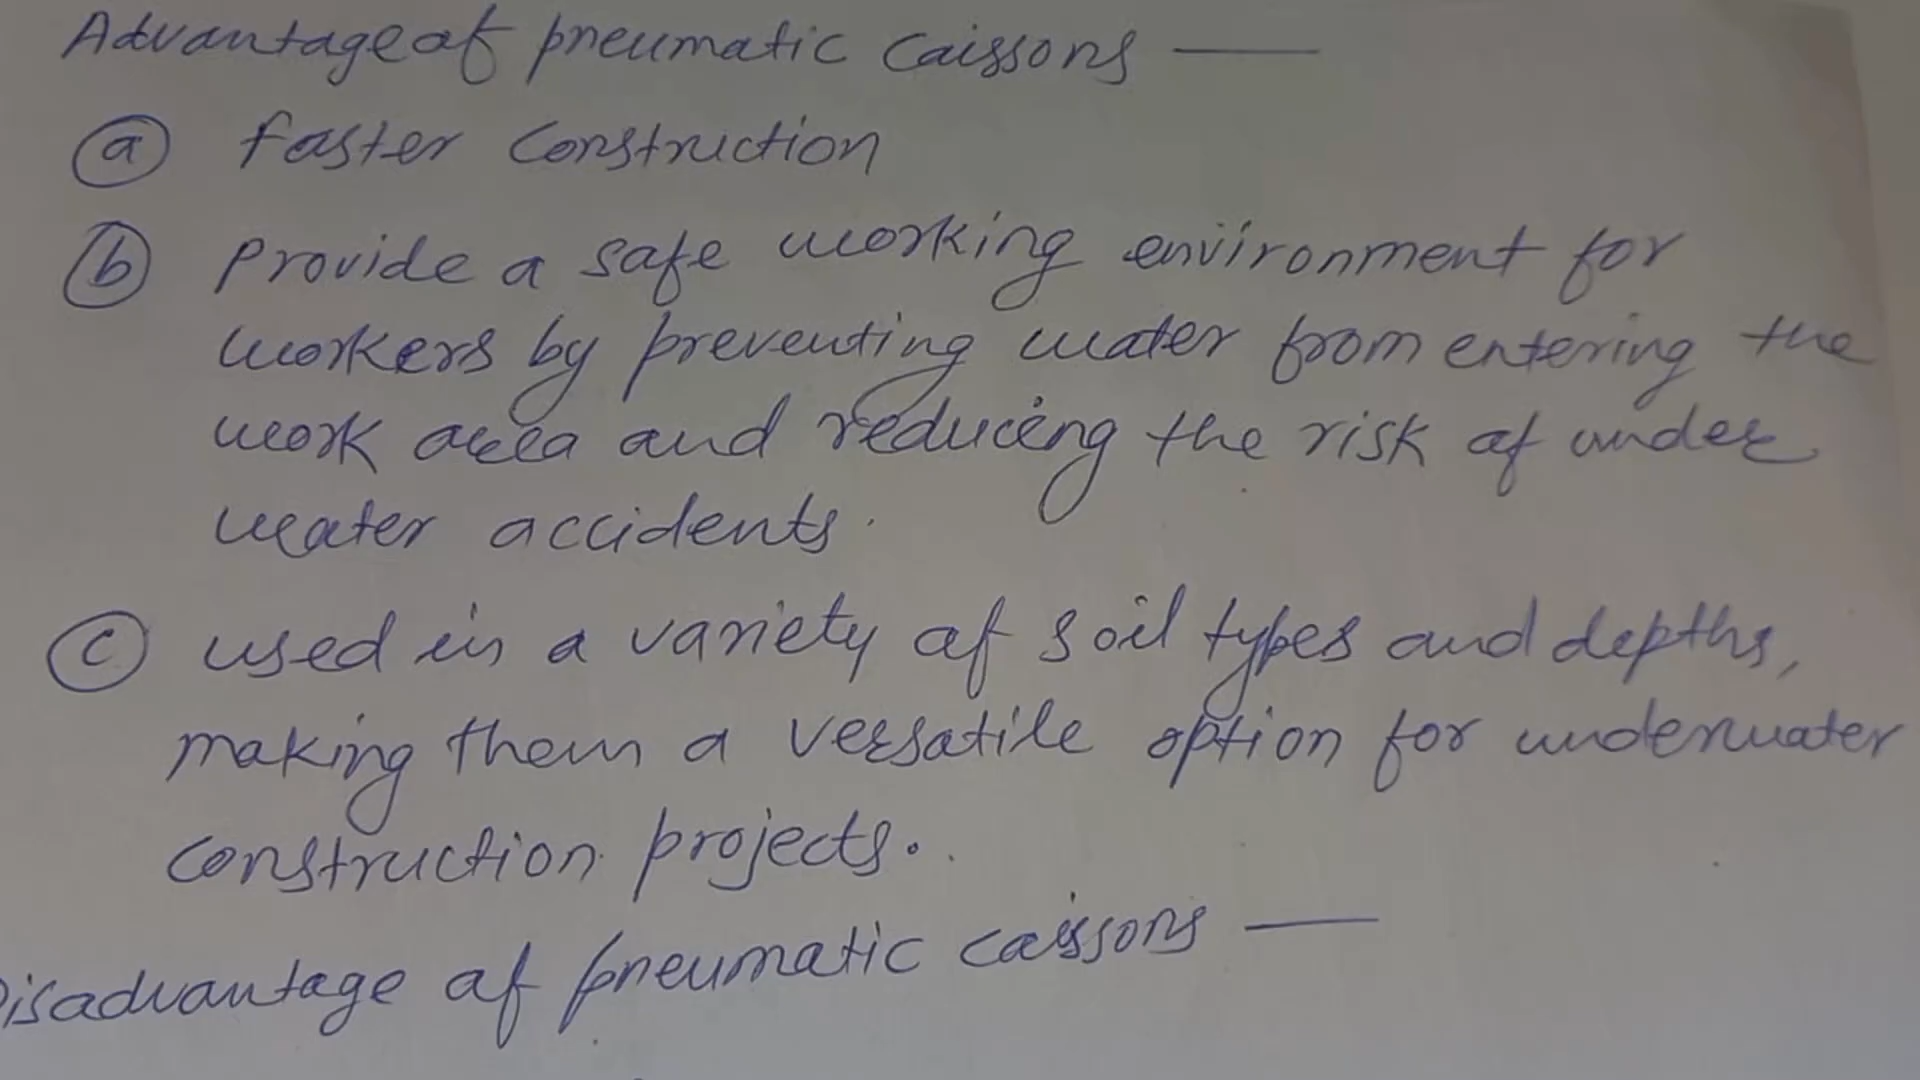 Advantage of pneumatic caissons —
(a) faster construction
(b) provide a safe working environment for
workers by preventing water from entering the
work area and reducing the risk of under
water accidents.
(c) used in a variety of soil types and depths,
making them a versatile option for underwater
construction projects.
Disadvantage of pneumatic caissons —